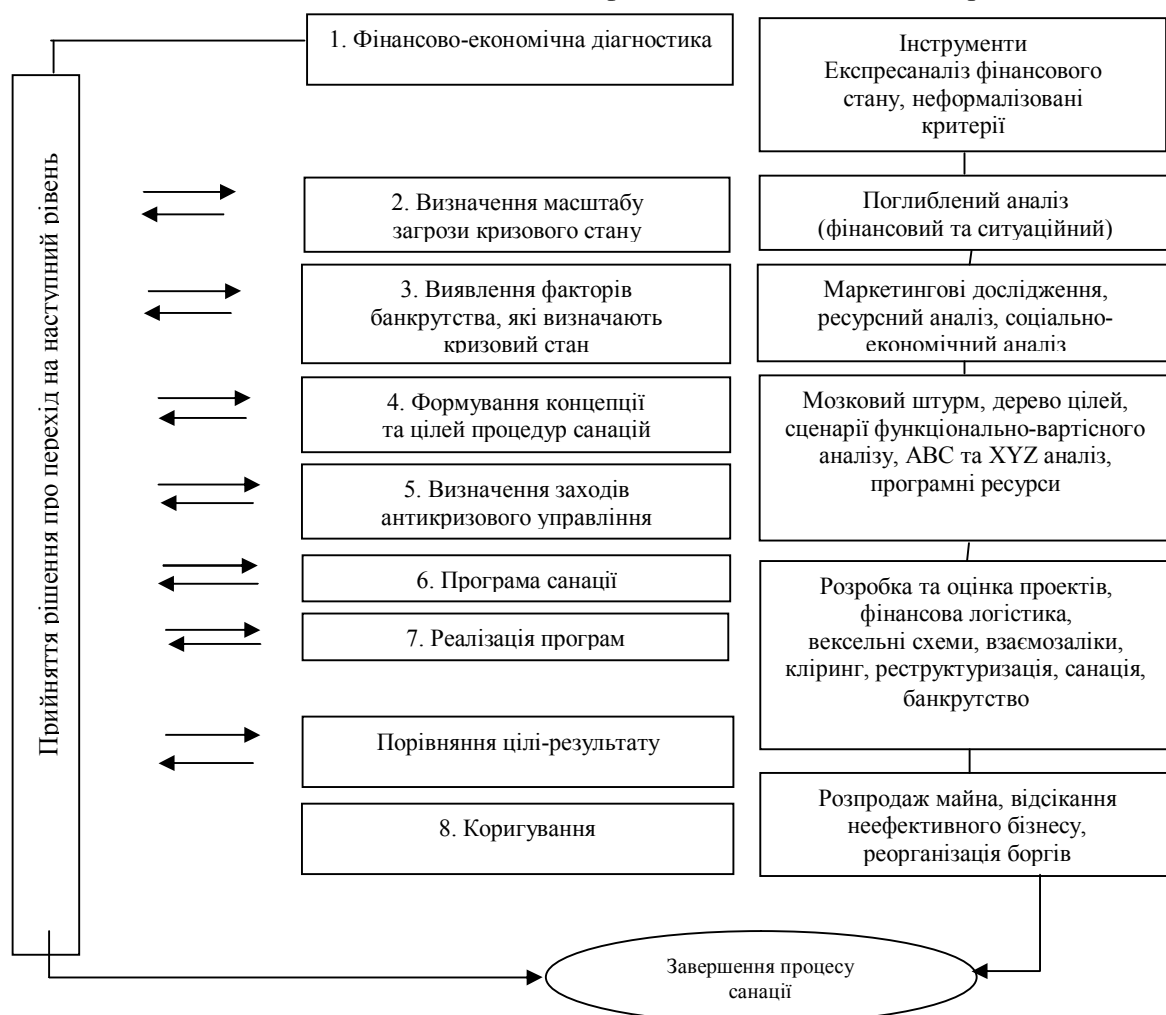 1. Фінансово-економічна діагностика
Інструменти
Експресаналіз фінансового
стану, неформалізовані
критерії
Прийняття рішення про перехід на наступний рівень
2. Визначення масштабу
загрози кризового стану
Поглиблений аналіз
(фінансовий та ситуаційний)
3. Виявлення факторів
банкрутства, які визначають
кризовий стан
Маркетингові дослідження,
ресурсний аналіз, соціально-
економічний аналіз
4. Формування концепції
та цілей процедур санацій
Мозковий штурм, дерево цілей,
сценарії функціонально-вартісного
аналізу, АВС та XYZ аналіз,
програмні ресурси
5. Визначення заходів
антикризового управління
6. Програма санації
Розробка та оцінка проектів,
фінансова логістика,
вексельні схеми, взаємозаліки,
кліринг, реструктуризація, санація,
банкрутство
7. Реалізація програм
Порівняння цілі-результату
8. Коригування
Розпродаж майна, відсікання
неефективного бізнесу,
реорганізація боргів
Завершення процесу
санації